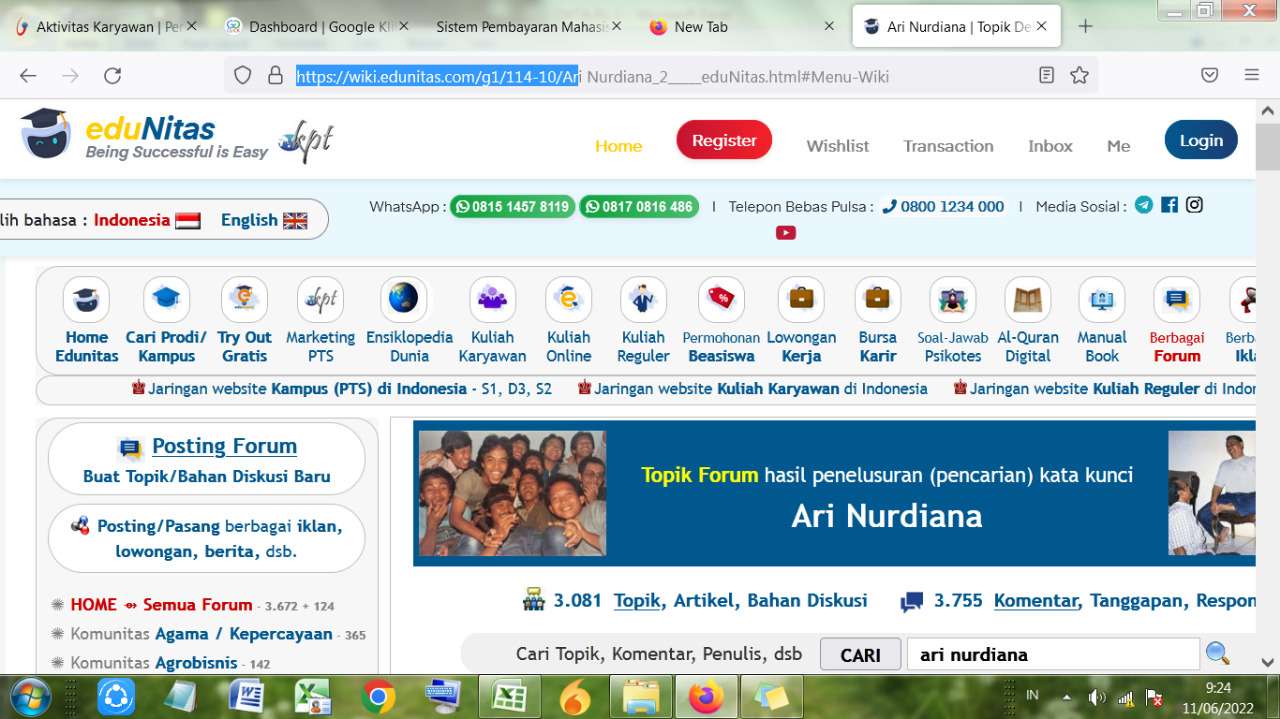 Aktivitas Karyawan | Per
Dashboard | Google Kli
Sistem Pembayaran Mahasis
New Tab
Ari Nurdiana | Topik De
https://wiki.edunitas.com/g1/114-10/Ari Nurdiana_2____eduNitas.html#Menu-Wiki
eduNitas
Being Successful is Easy
kpt
Home
Register
Wishlist
Transaction
Inbox
Me
Login
lih bahasa : Indonesia
English
WhatsApp : 0815 1457 8119 0817 0816 486 I Telepon Bebas Pulsa : 0800 1234 000 I Media Sosial :
Home
Edunitas
Cari Prodi/
Kampus
Try Out
Gratis
Marketing
PTS
Ensiklopedia
Dunia
Kuliah
Karyawan
Kuliah
Online
Kuliah
Reguler
Permohonan
Beasiswa
Lowongan
Kerja
Bursa
Karir
Soal-Jawab
Psikotes
Al-Quran
Digital
Manual
Book
Berbagai
Forum
Berba
Ikla
Jaringan website Kampus (PTS) di Indonesia - S1, D3, S2
Jaringan website Kuliah Karyawan di Indonesia
Jaringan website Kuliah Reguler di Indon
Posting Forum
Buat Topik/Bahan Diskusi Baru
Posting/Pasang berbagai iklan,
lowongan, berita, dsb.
HOME Semua Forum - 3.672 + 124
Komunitas Agama / Kepercayaan - 365
Komunitas Agrobisnis - 142
Topik Forum hasil penelusuran (pencarian) kata kunci
Ari Nurdiana
3.081 Topik, Artikel, Bahan Diskusi
3.755 Komentar, Tanggapan, Respon
Cari Topik, Komentar, Penulis, dsb
CARI
ari nurdiana
IN
9:24
11/06/2022